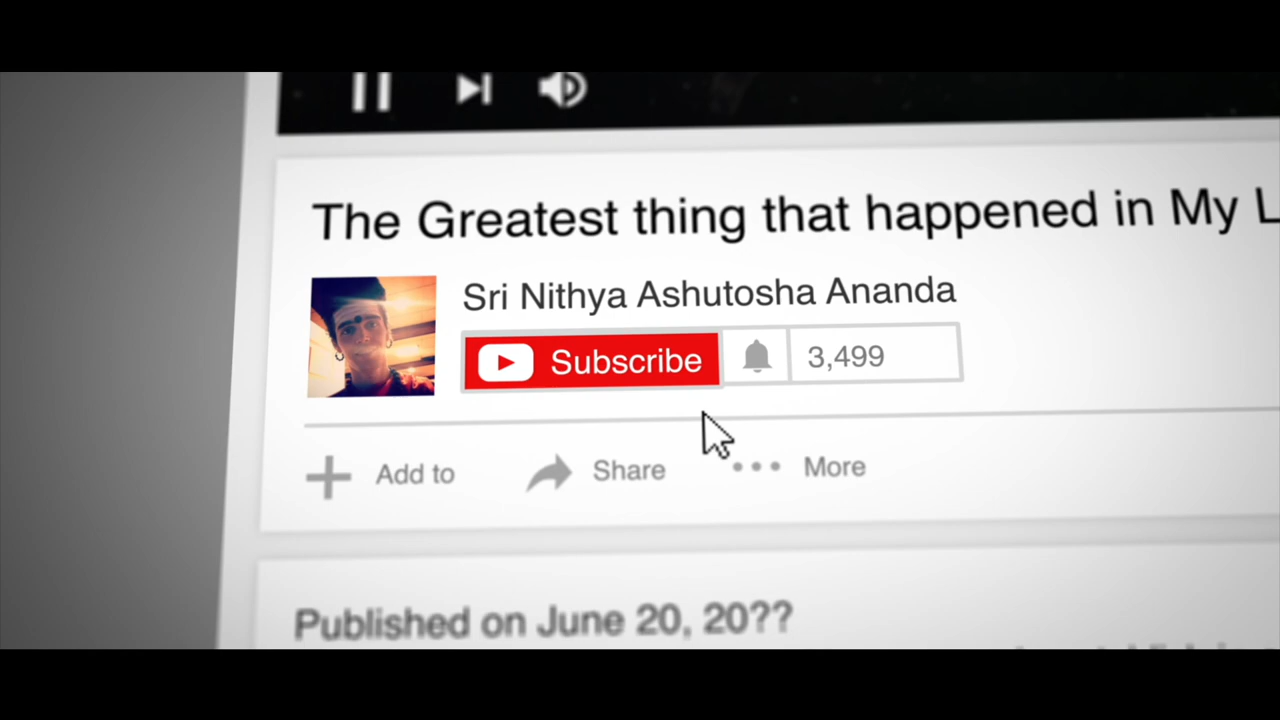 The Greatest thing that happened in My L
Sri Nithya Ashutosha Ananda
Subscribe
3,499
Add to
Share
More
Published on June 20, 20??